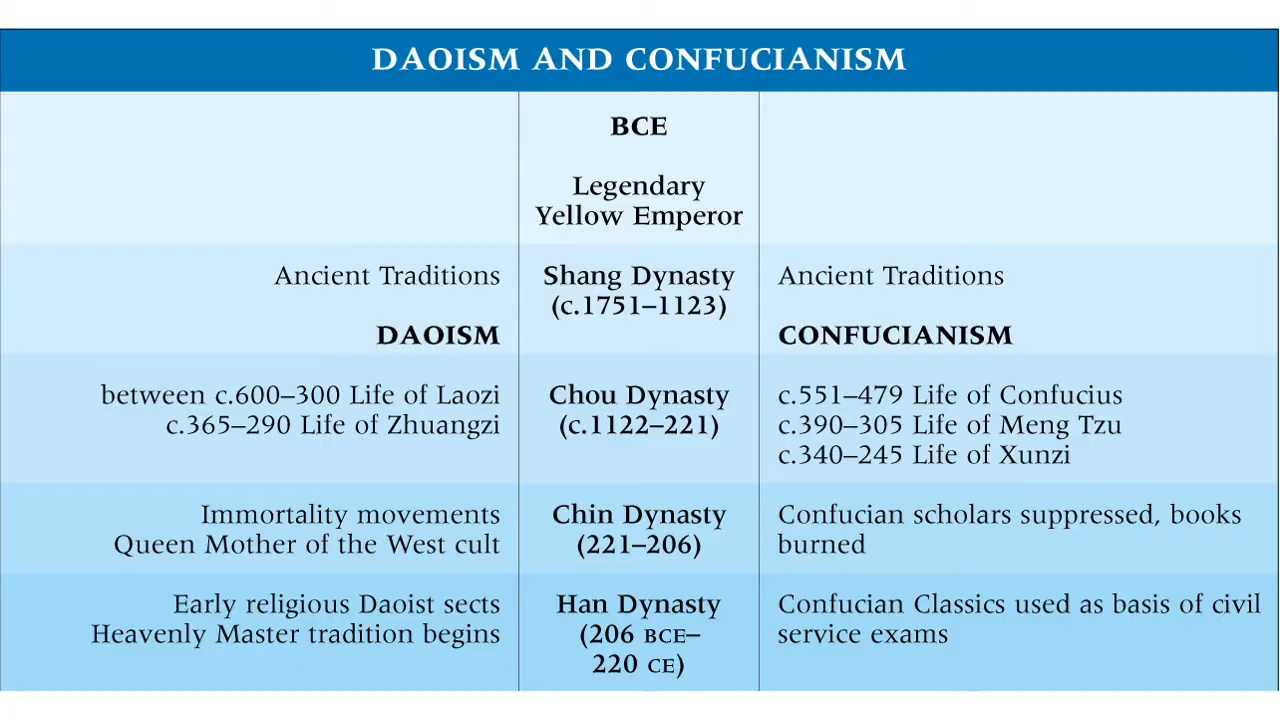 DAOISM AND CONFUCIANISM
BCE
Legendary
Yellow Emperor
Ancient Traditions
DAOISM
Shang Dynasty
(c.1751–1123)
Ancient Traditions
CONFUCIANISM
between c.600–300 Life of Laozi
c.365–290 Life of Zhuangzi
Chou Dynasty
(c.1122–221)
c.551–479 Life of Confucius
c.390–305 Life of Meng Tzu
c.340–245 Life of Xunzi
Immortality movements
Queen Mother of the West cult
Chin Dynasty
(221–206)
Confucian scholars suppressed, books
burned
Early religious Daoist sects
Heavenly Master tradition begins
Han Dynasty
(206 BCE–
220 CE)
Confucian Classics used as basis of civil
service exams